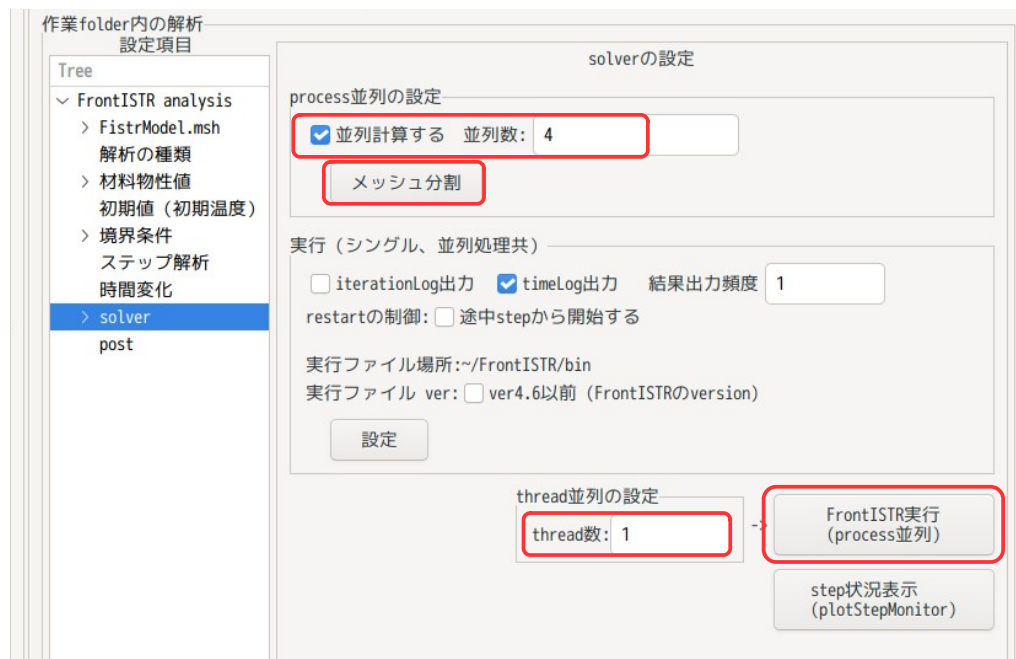 作業folder内の解析
設定項目
Tree
FrontISTR analysis
FistrModel.msh
解析の種類
材料物性値
初期値（初期温度）
境界条件
ステップ解析
時間変化
solver
post
solverの設定
process並列の設定
並列計算する 並列数: 4
メッシュ分割
実行（シングル、並列処理共）
iterationLog出力 timeLog出力 結果出力頻度 1
restartの制御: 途中stepから開始する
実行ファイル場所:~/FrontISTR/bin
実行ファイル ver: ver4.6以前（FrontISTRのversion）
設定
thread並列の設定
thread数: 1
->
FrontISTR実行
(process並列)
step状況表示
(plotStepMonitor)